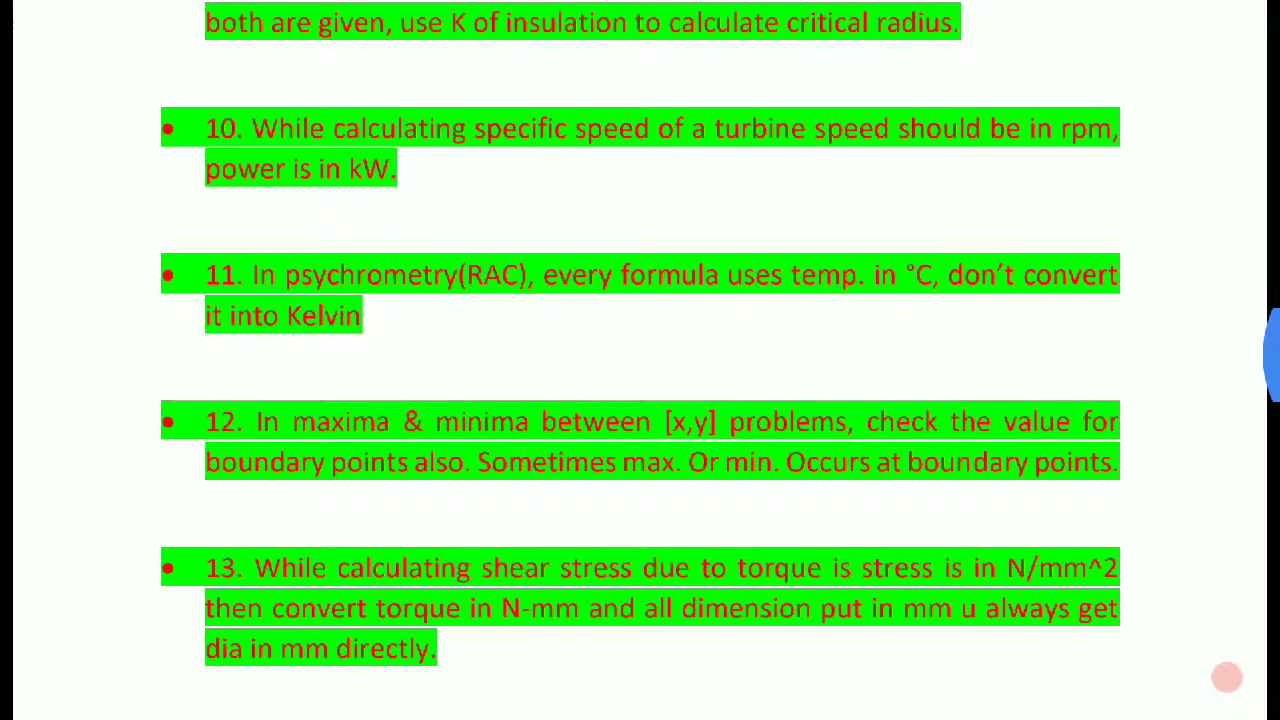 both are given, use K of insulation to calculate critical radius.
• 10. While calculating specific speed of a turbine speed should be in rpm,
power is in kW.
• 11. In psychrometry(RAC), every formula uses temp. in °C, don’t convert
it into Kelvin
• 12. In maxima & minima between [x,y] problems, check the value for
boundary points also. Sometimes max. Or min. Occurs at boundary points.
• 13. While calculating shear stress due to torque is stress is in N/mm^2
then convert torque in N-mm and all dimension put in mm u always get
dia in mm directly.